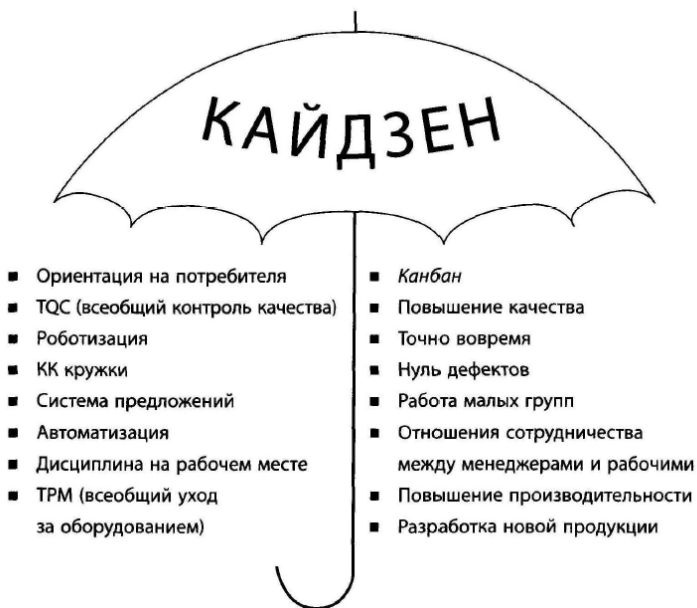 КАЙДЗЕН
■ Ориентация на потребителя
■ TQC (всеобщий контроль качества)
■ Роботизация
■ КК кружки
■ Система предложений
■ Автоматизация
■ Дисциплина на рабочем месте
■ ТРМ (всеобщий уход
за оборудованием)
■ Канбан
■ Повышение качества
■ Точно вовремя
■ Нуль дефектов
■ Работа малых групп
■ Отношения сотрудничества
между менеджерами и рабочими
■ Повышение производительности
■ Разработка новой продукции